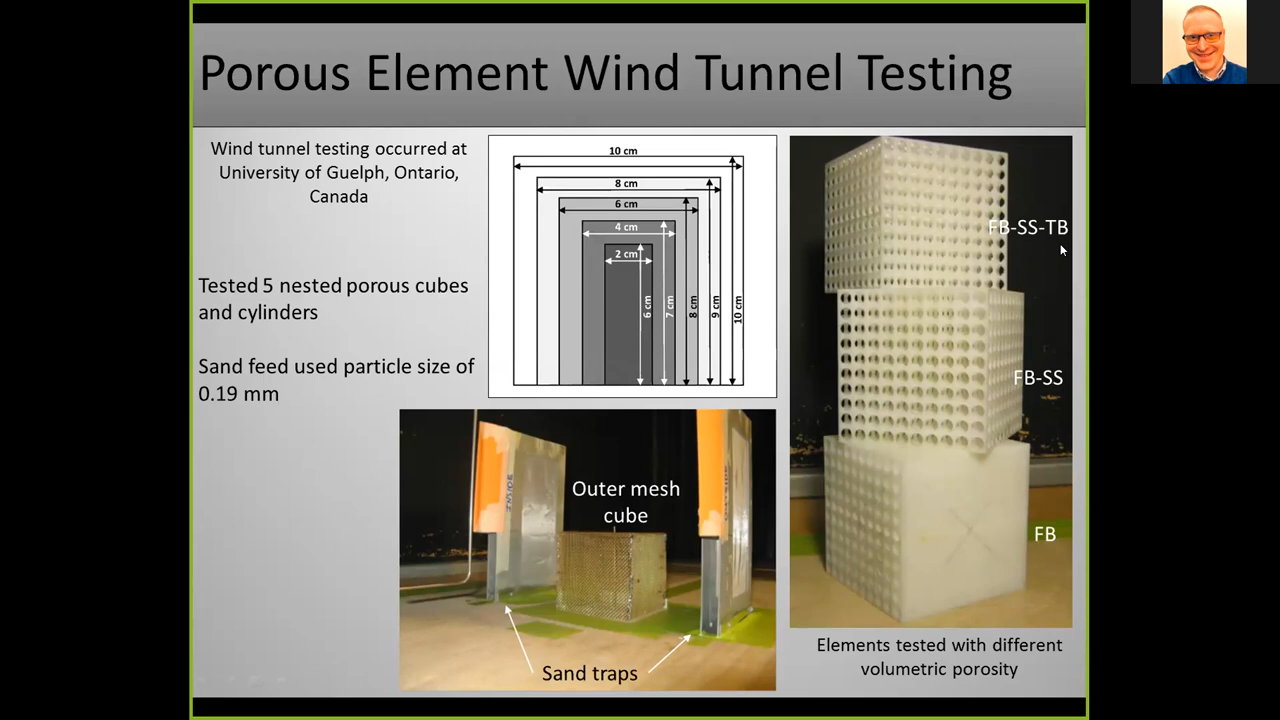 Porous Element Wind Tunnel Testing
Wind tunnel testing occurred at
University of Guelph, Ontario,
Canada
Tested 5 nested porous cubes
and cylinders
Sand feed used particle size of
0.19 mm
10 cm
8 cm
6 cm
4 cm
2 cm
6 cm
7 cm
8 cm
9 cm
10 cm
Outer mesh
cube
Sand traps
FB-SS-TB
FB-SS
FB
Elements tested with different
volumetric porosity